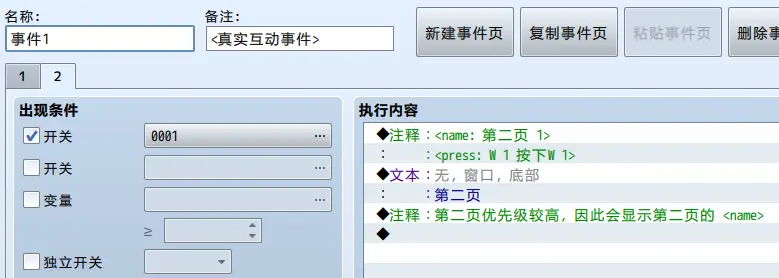 名称:
备注:
事件1
<真实互动事件>
新建事件页
复制事件页
粘贴事件页
删除事
1 2
出现条件
开关 0001 ...
开关 ...
变量 ...
≥
独立开关
执行内容
◆注释：<name: 第二页 1>
：　　：<press: W 1 按下W 1>
◆文本：无, 窗口, 底部
：　　：第二页
◆注释：第二页优先级较高, 因此会显示第二页的 <name>
◆